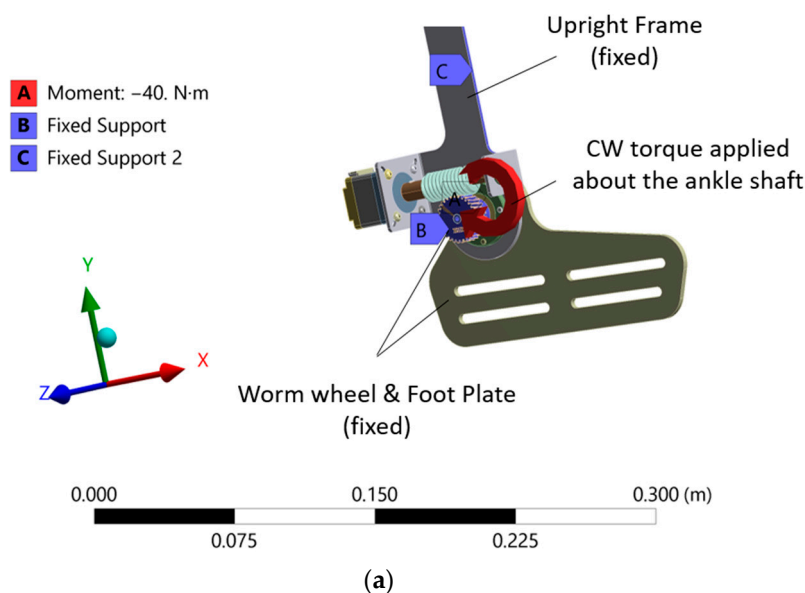 Upright Frame
(fixed)
C
A Moment: −40. N·m
B Fixed Support
C Fixed Support 2
CW torque applied
about the ankle shaft
A
B
Y
X
Z
Worm wheel & Foot Plate
(fixed)
0.000 0.150 0.300 (m)
0.075 0.225
(a)